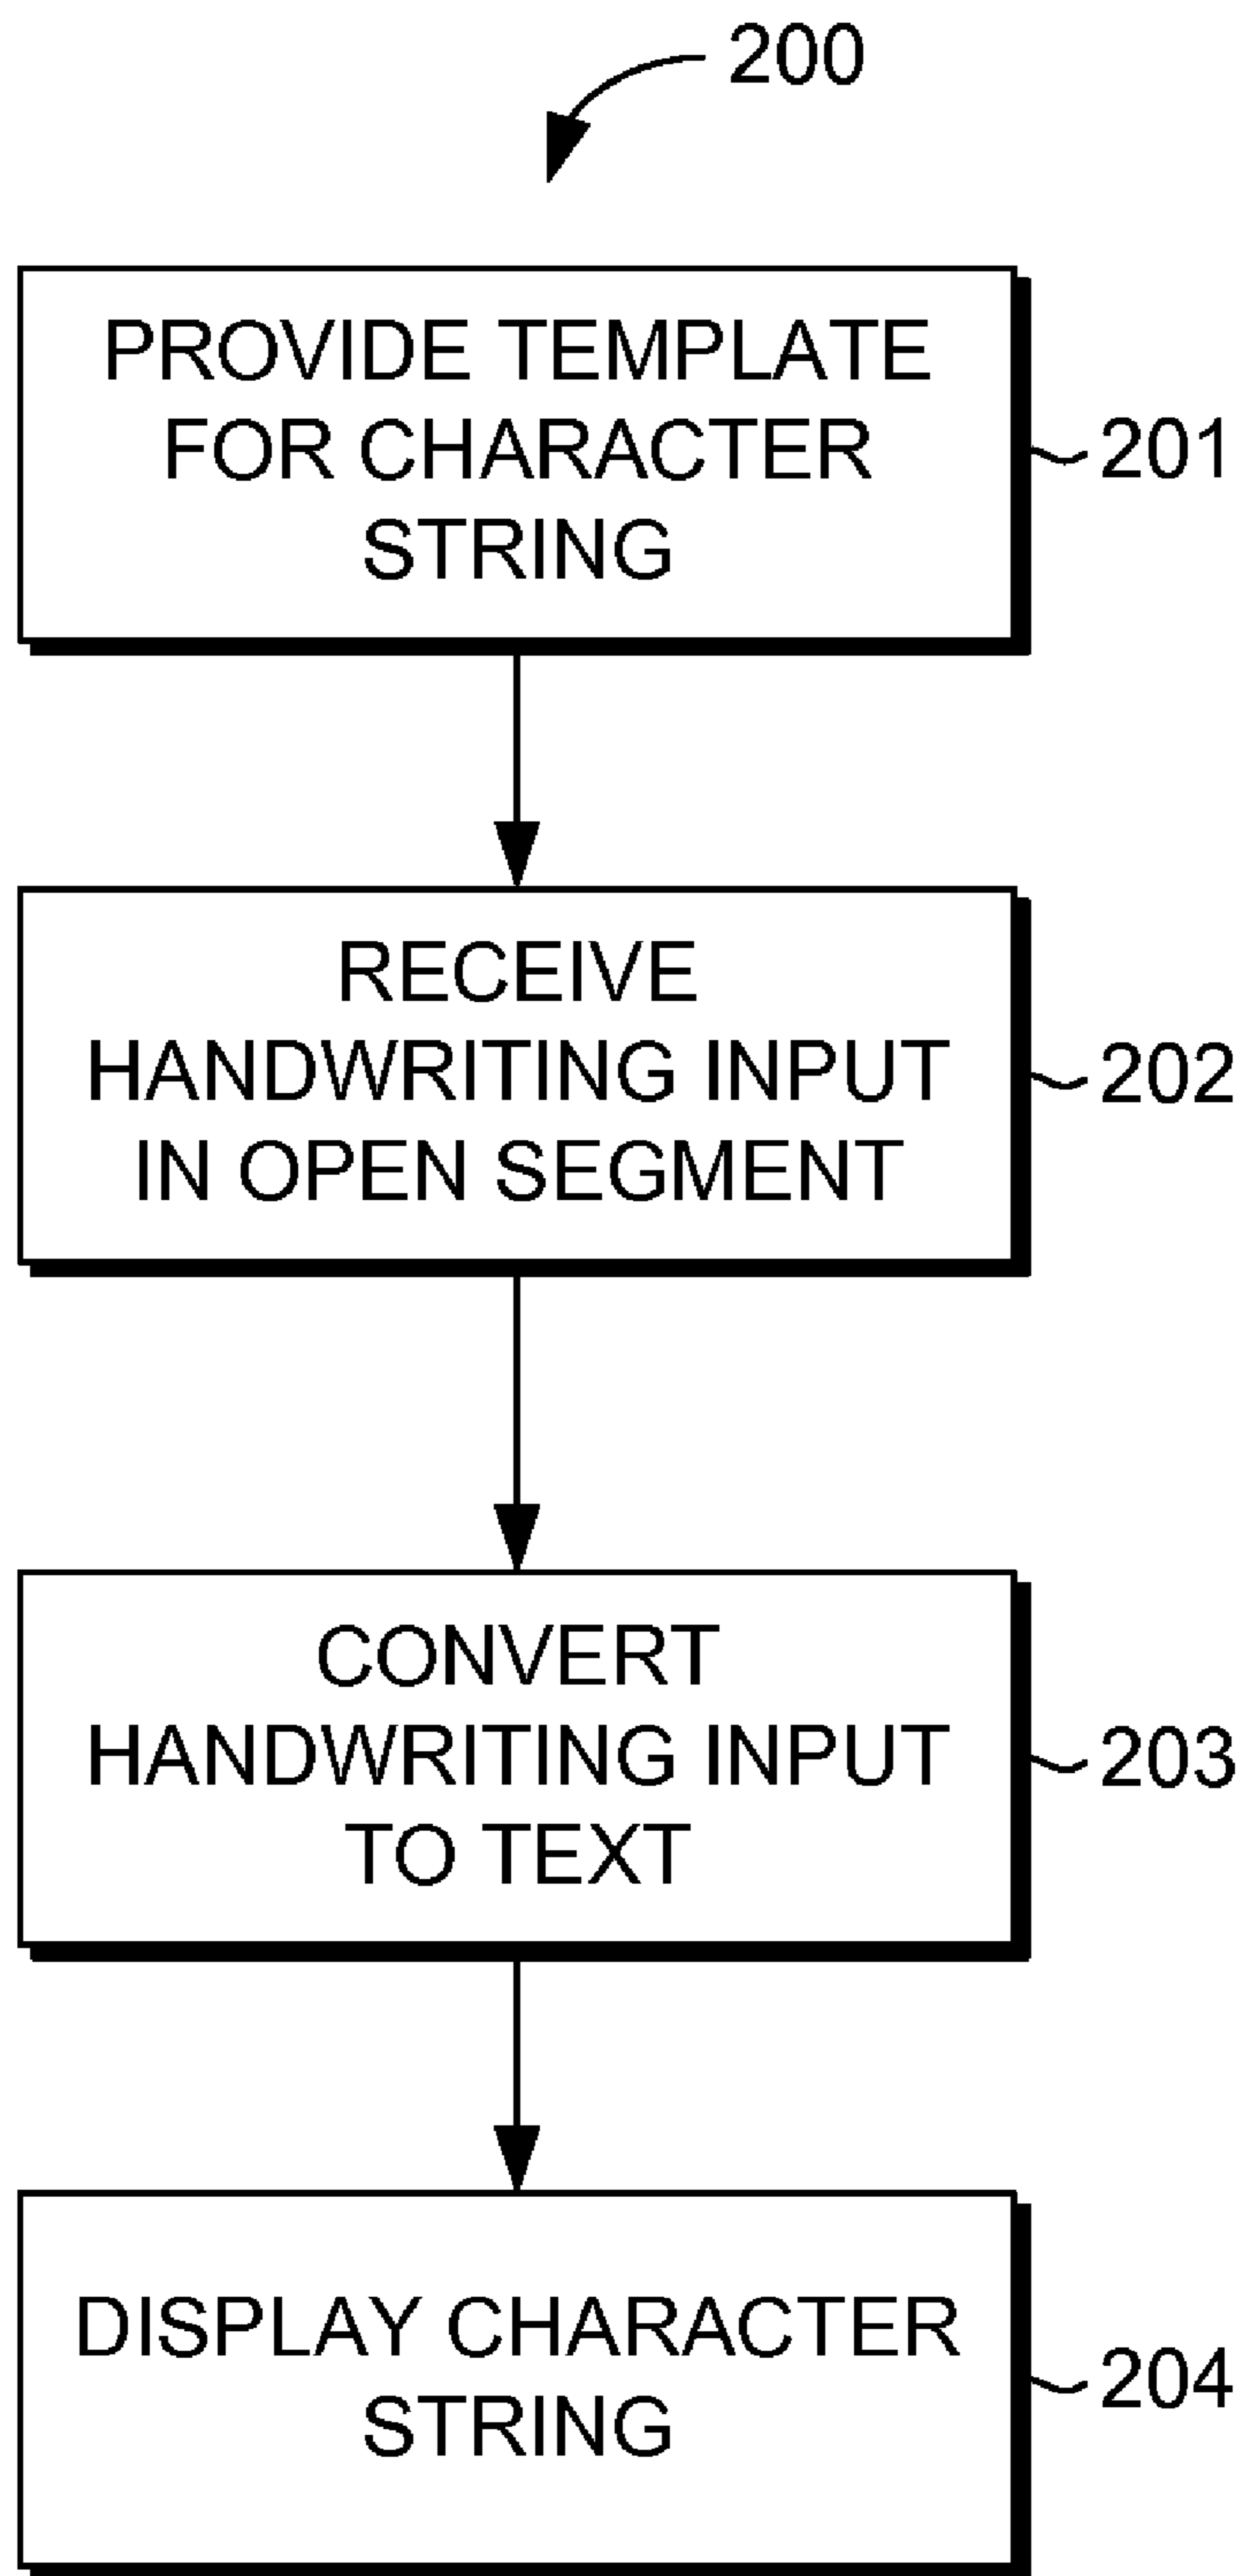 200
PROVIDE TEMPLATE
FOR CHARACTER
STRING
201
RECEIVE
HANDWRITING INPUT
IN OPEN SEGMENT
202
CONVERT
HANDWRITING INPUT
TO TEXT
203
DISPLAY CHARACTER
STRING
204